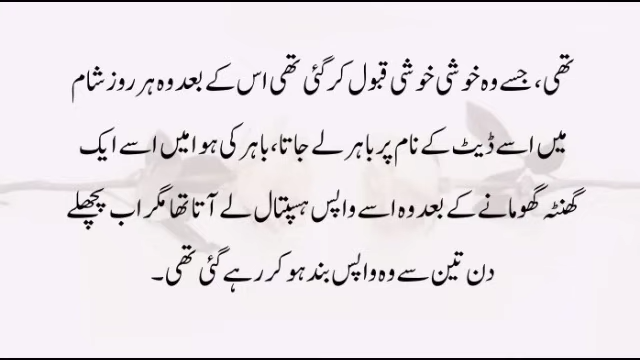 تھی، جسے وہ خوشی خوشی قبول کر گئی تھی اس کے بعد وہ ہر روز شام
میں اسے ڈیٹ کے نام پر باہر لے جاتا، باہر کی ہوا میں اسے ایک
گھنٹہ گھومانے کے بعد وہ اسے واپس ہسپتال لے آتا تھا مگر اب پچھلے
دن تین سے وہ واپس بند ہو کر رہے گئی تھی۔